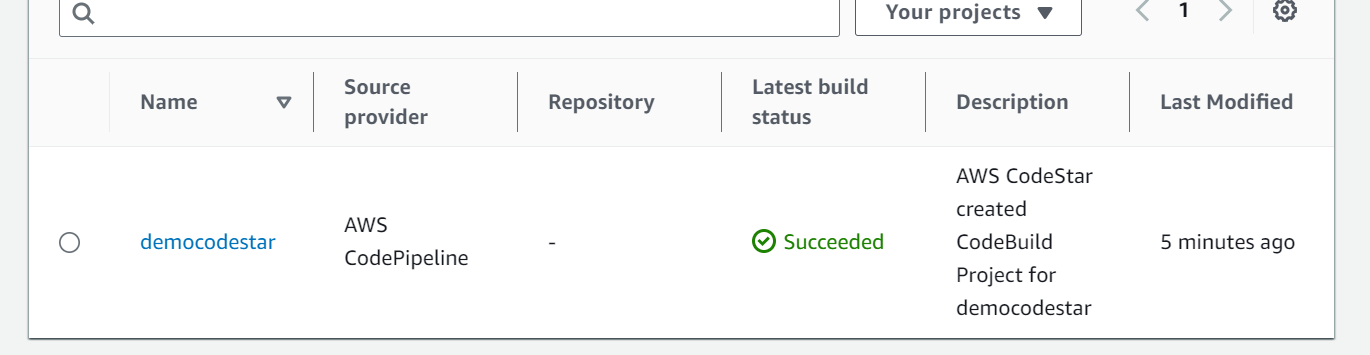 Your projects
1
Name
Source
provider
Repository
Latest build
status
Description
Last Modified
democodestar
AWS
CodePipeline
-
Succeeded
AWS CodeStar
created
CodeBuild
Project for
democodestar
5 minutes ago